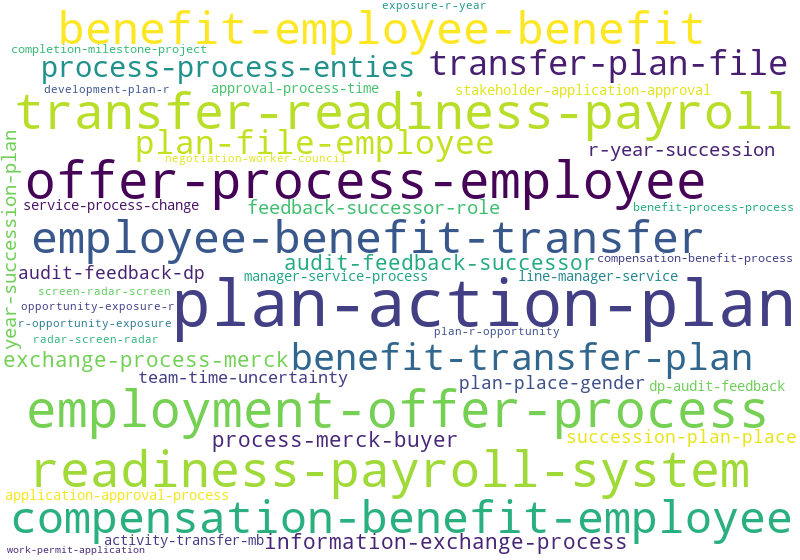 exposure-r-year
benefit-employee-benefit
completion-milestone-project
process-process-enties
transfer-plan-file
development-plan-r
approval-process-time
stakeholder-application-approval
transfer-readiness-payroll
plan-file-employee
r-year-succession
negotiation-worker-council
year-succession-plan
offer-process-employee
service-process-change
feedback-successor-role
benefit-process-process
employee-benefit-transfer
audit-feedback-successor
compensation-benefit-process
audit-feedback-dp
manager-service-process
line-manager-service
screen-radar-screen
plan-action-plan
opportunity-exposure-r
r-opportunity-exposure
plan-r-opportunity
radar-screen-radar
exchange-process-merck
benefit-transfer-plan
team-time-uncertainty
plan-place-gender
dp-audit-feedback
employment-offer-process
process-merck-buyer
succession-plan-place
readiness-payroll-system
application-approval-process
compensation-benefit-employee
activity-transfer-mb
information-exchange-process
work-permit-application